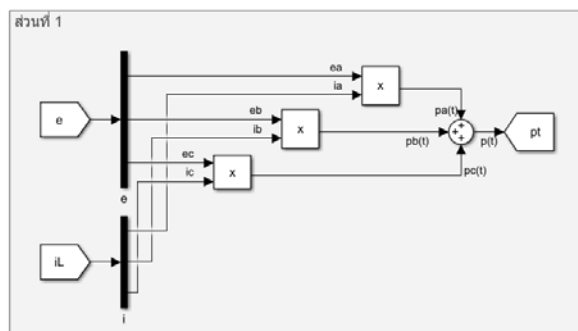 ส่วนที่ 1
ea
ia
x
e
eb
ib
x
pa(t)
pb(t)
p(t)
pt
ec
ic
x
pc(t)
e
iL
i